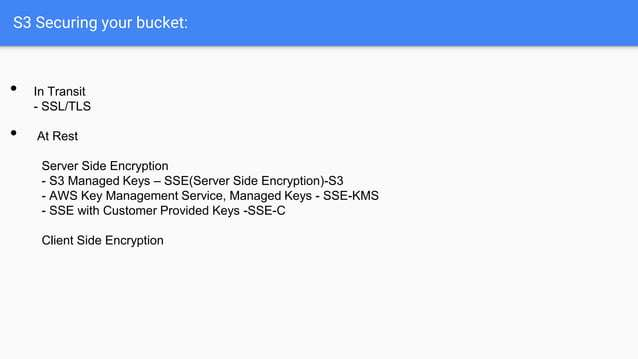 S3 Securing your bucket:
• In Transit
- SSL/TLS
• At Rest
Server Side Encryption
- S3 Managed Keys – SSE(Server Side Encryption)-S3
- AWS Key Management Service, Managed Keys - SSE-KMS
- SSE with Customer Provided Keys -SSE-C
Client Side Encryption